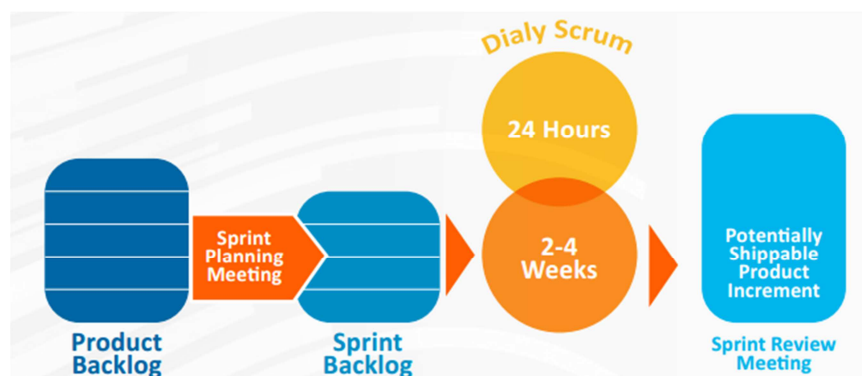 Dialy Scrum
24 Hours
Sprint
Planning
Meeting
2-4
Weeks
Potentially
Shippable
Product
Increment
Product
Backlog
Sprint
Backlog
Sprint Review
Meeting